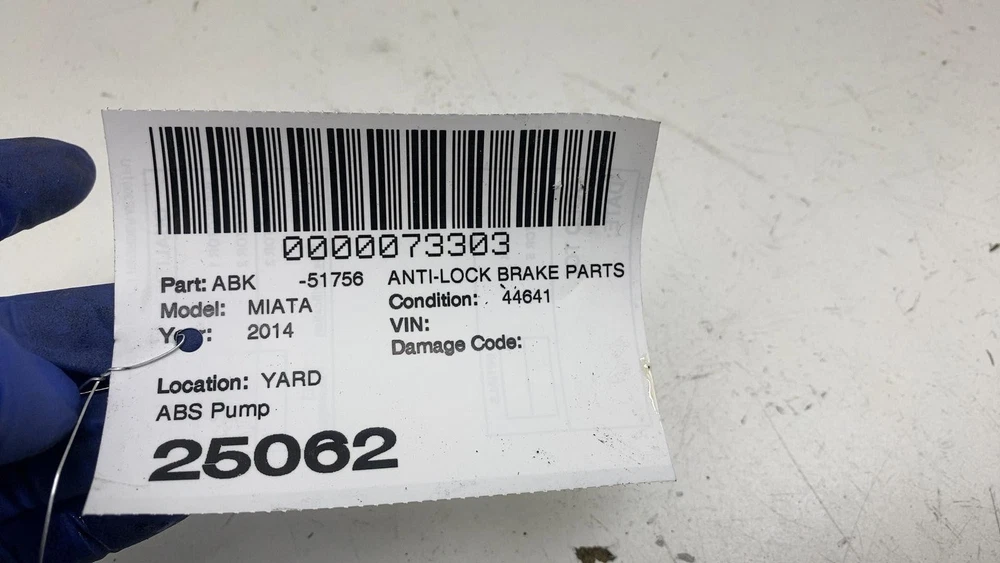 0000073303
Part: ABK -51756 ANTI-LOCK BRAKE PARTS
Model: MIATA Condition: 44641
Year: 2014 VIN:
Damage Code:
Location: YARD
ABS Pump
25062